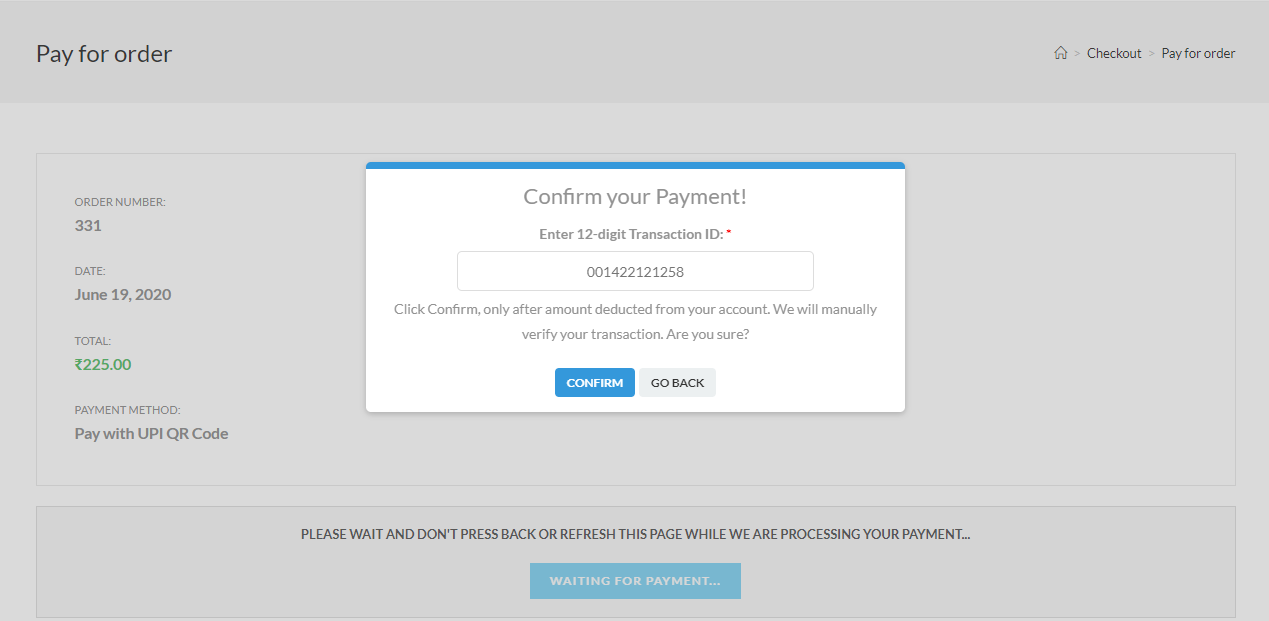 Pay for order
> Checkout > Pay for order
ORDER NUMBER:
331
DATE:
June 19, 2020
TOTAL:
₹225.00
PAYMENT METHOD:
Pay with UPI QR Code
Confirm your Payment!
Enter 12-digit Transaction ID: *
001422121258
Click Confirm, only after amount deducted from your account. We will manually
verify your transaction. Are you sure?
CONFIRM GO BACK
PLEASE WAIT AND DON'T PRESS BACK OR REFRESH THIS PAGE WHILE WE ARE PROCESSING YOUR PAYMENT...
WAITING FOR PAYMENT...